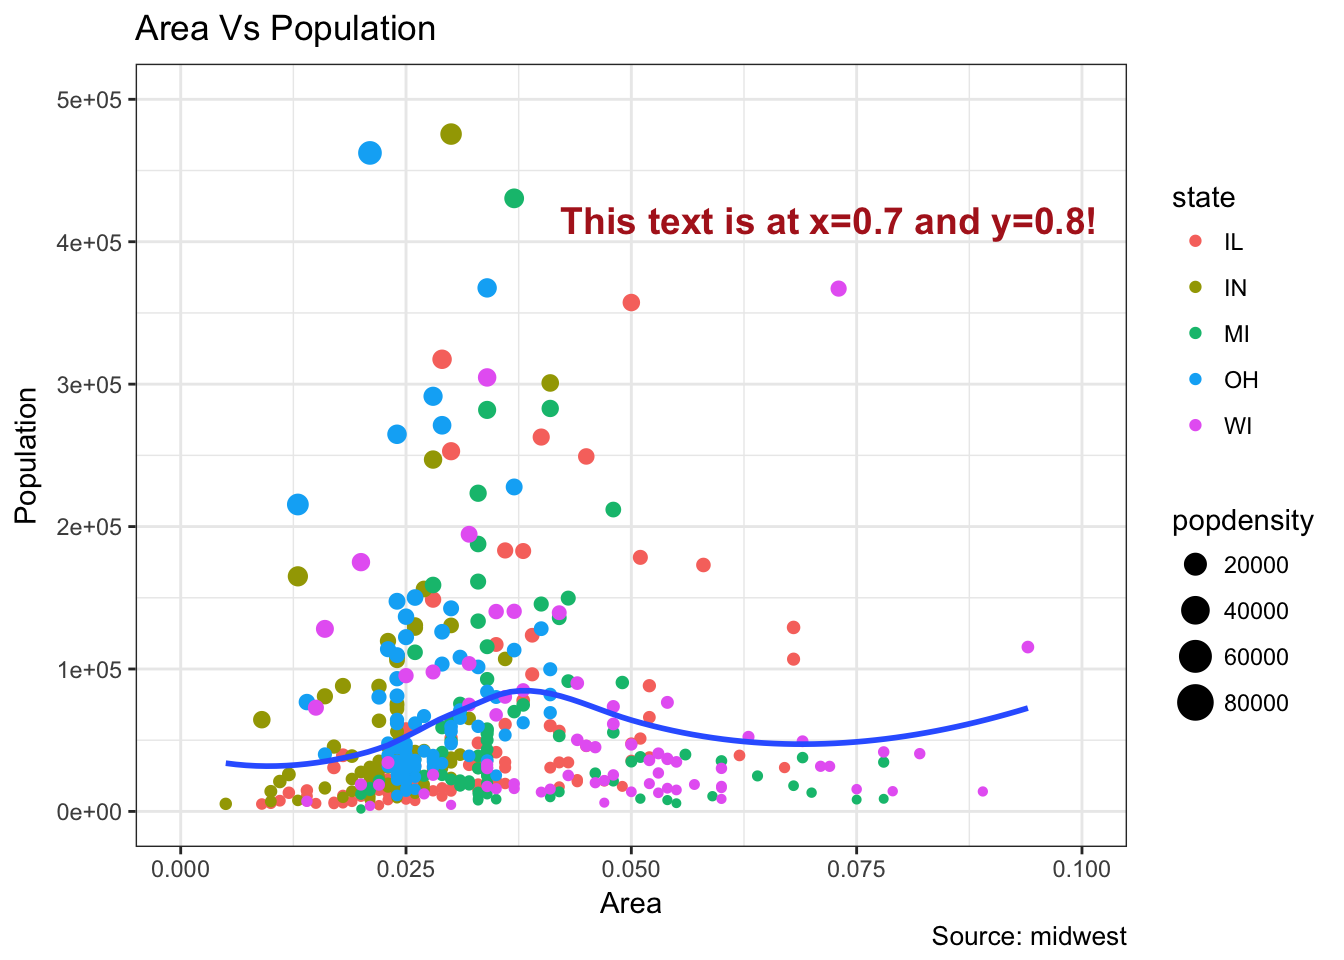 Area Vs Population
5e+05
4e+05
3e+05
2e+05
1e+05
0e+00
Population
This text is at x=0.7 and y=0.8!
0.000 0.025 0.050 0.075 0.100
Area
Source: midwest
state
IL
IN
MI
OH
WI
popdensity
20000
40000
60000
80000